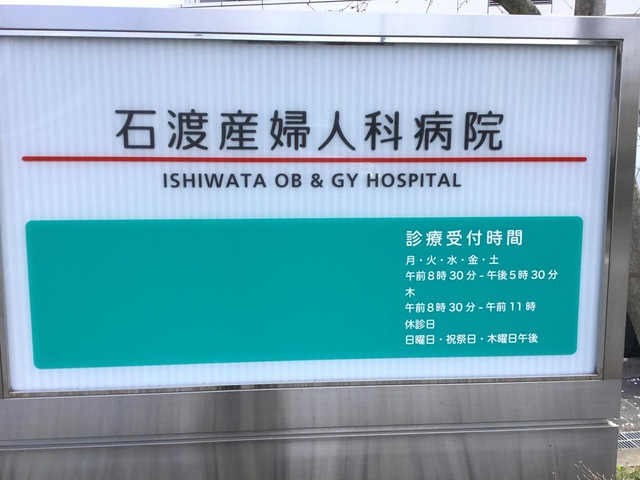 石渡産婦人科病院
ISHIWATA OB & GY HOSPITAL
診療受付時間
月・火・水・金・土
午前8時30分-午後5時30分
木
午前8時30分-午前11時
休診日
日曜日・祝祭日・木曜日午後